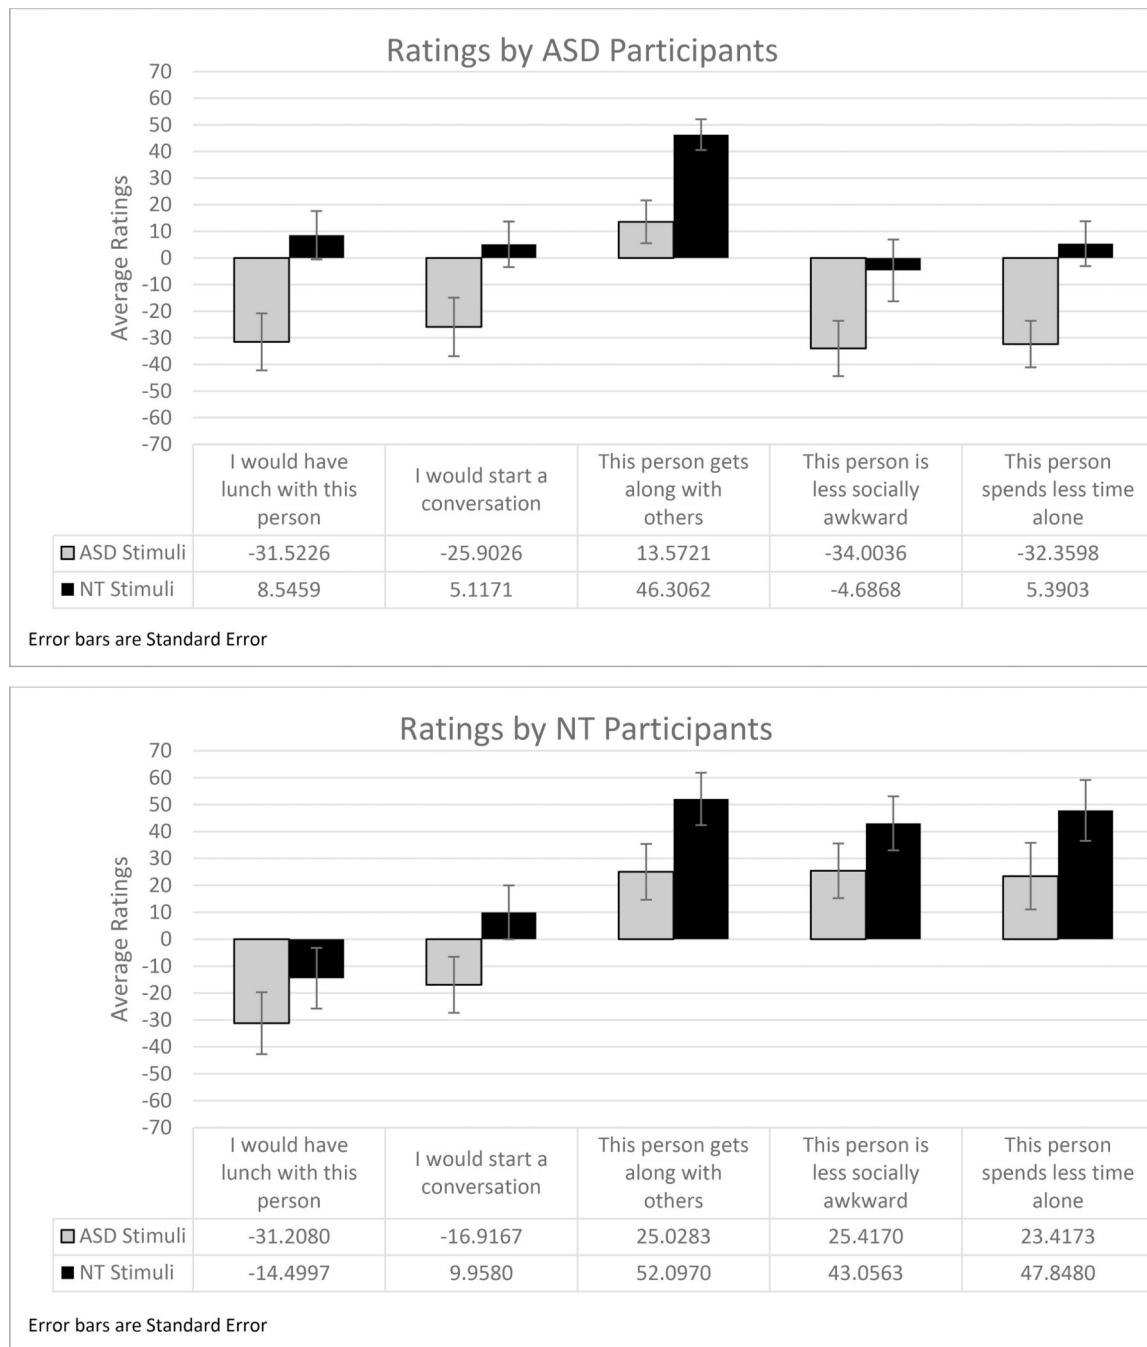 Ratings by ASD Participants
70
60
50
40
30
20
10
0
-10
-20
-30
-40
-50
-60
-70
Average Ratings
I would have
lunch with this
person
I would start a
conversation
This person gets
along with
others
This person is
less socially
awkward
This person
spends less time
alone
ASD Stimuli -31.5226 -25.9026 13.5721 -34.0036 -32.3598
NT Stimuli 8.5459 5.1171 46.3062 -4.6868 5.3903
Error bars are Standard Error
Ratings by NT Participants
70
60
50
40
30
20
10
0
-10
-20
-30
-40
-50
-60
-70
Average Ratings
I would have
lunch with this
person
I would start a
conversation
This person gets
along with
others
This person is
less socially
awkward
This person
spends less time
alone
ASD Stimuli -31.2080 -16.9167 25.0283 25.4170 23.4173
NT Stimuli -14.4997 9.9580 52.0970 43.0563 47.8480
Error bars are Standard Error